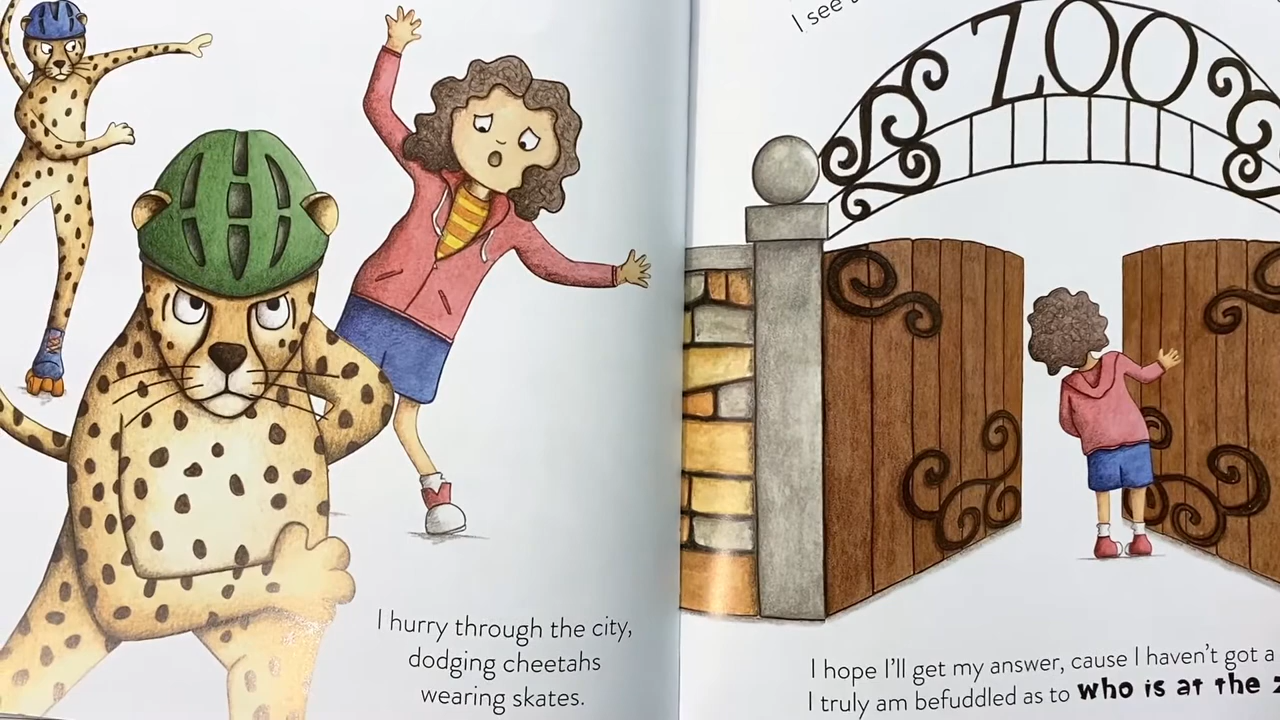 I hurry through the city,
dodging cheetahs
wearing skates.
I see
ZOO
I hope I'll get my answer, cause I haven't got a
I truly am befuddled as to who is at the